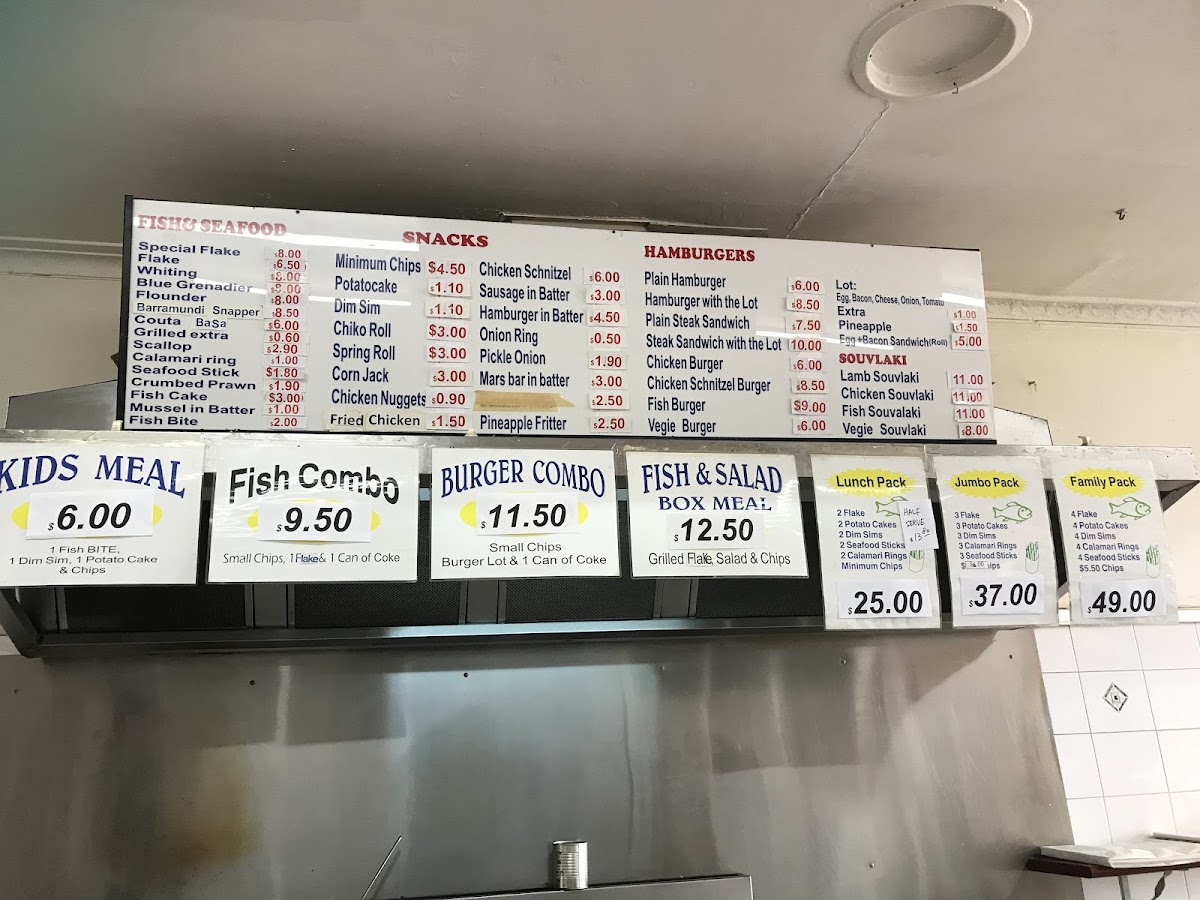 FISH& SEAFOOD
Special Flake $8.00
Flake $6.50
Whiting $8.00
Blue Grenadier $8.00
Flounder $8.00
Barramundi Snapper $8.50
Couta BaSa $6.00
Grilled extra $0.60
Scallop $2.90
Calamari ring $1.00
Seafood Stick $1.80
Crumbed Prawn $1.90
Fish Cake $3.00
Mussel in Batter $1.00
Fish Bite $2.00
SNACKS
Minimum Chips $4.50
Potatocake $1.10
Dim Sim $1.10
Chiko Roll $3.00
Spring Roll $3.00
Corn Jack $3.00
Chicken Nuggets $0.90
Fried Chicken $1.50
Chicken Schnitzel $6.00
Sausage in Batter $3.00
Hamburger in Batter $4.50
Onion Ring $0.50
Pickle Onion $1.90
Mars bar in batter $3.00
$2.50
Pineapple Fritter $2.50
HAMBURGERS
Plain Hamburger $6.00
Hamburger with the Lot $8.50
Plain Steak Sandwich $7.50
Steak Sandwich with the Lot 10.00
Chicken Burger $6.00
Chicken Schnitzel Burger $8.50
Fish Burger $9.00
Vegie Burger $6.00
Lot:
Egg, Bacon, Cheese, Onion, Tomato
Extra $1.00
Pineapple $1.50
Egg +Bacon Sandwich(Roll) $5.00
SOUVLAKI
Lamb Souvlaki 11.00
Chicken Souvlaki 11.00
Fish Souvalaki 11.00
Vegie Souvlaki $8.00
KIDS MEAL
$6.00
1 Fish BITE,
1 Dim Sim, 1 Potato Cake
& Chips
Fish Combo
$9.50
Small Chips, 1 Flake & 1 Can of Coke
BURGER COMBO
$11.50
Small Chips
Burger Lot & 1 Can of Coke
FISH & SALAD
BOX MEAL
$12.50
Grilled Flake, Salad & Chips
Lunch Pack
2 Flake
2 Potato Cakes
2 Dim Sims
2 Seafood Sticks
2 Calamari Rings
Minimum Chips
HALF
SERVE
$25.00
Jumbo Pack
3 Flake
3 Potato Cakes
3 Dim Sims
3 Calamari Rings
3 Seafood Sticks
$37.00
Family Pack
4 Flake
4 Potato Cakes
4 Dim Sims
4 Calamari Rings
4 Seafood Sticks
$5.50 Chips
$49.00